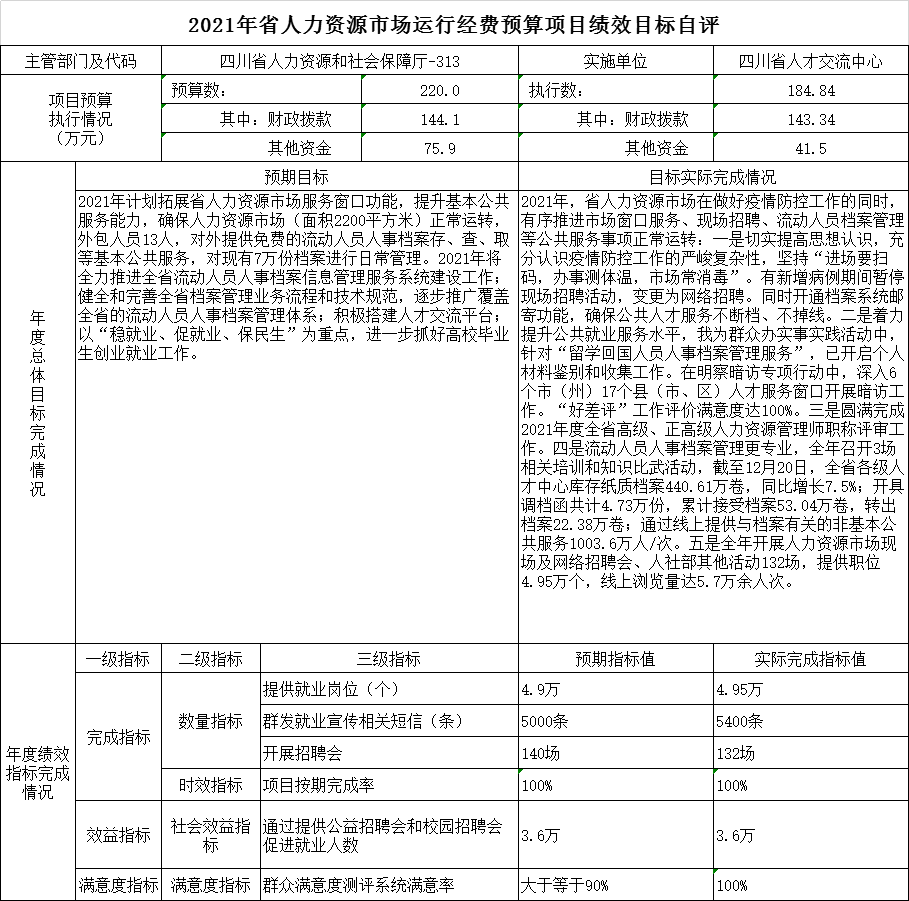 2021年省人力资源市场运行经费预算项目绩效目标自评
主管部门及代码 四川省人力资源和社会保障厅-313 实施单位 四川省人才交流中心
项目预算
执行情况
（万元）
预算数： 220.0 执行数： 184.84
其中：财政拨款 144.1 其中：财政拨款 143.34
其他资金 75.9 其他资金 41.5
年度总体目标完成情况
预期目标
2021年计划拓展省人力资源市场服务窗口功能，提升基本公共
服务能力，确保人力资源市场（面积2200平方米）正常运转，
外包人员13人，对外提供免费的流动人员人事档案存、查、取
等基本公共服务，对现有7万份档案进行日常管理。2021年将
全力推进全省流动人员人事档案信息管理服务系统建设工作；
健全和完善全省档案管理业务流程和技术规范，逐步推广覆盖
全省的流动人员人事档案管理体系；积极搭建人才交流平台；
以“稳就业、促就业、保民生”为重点，进一步抓好高校毕业
生创业就业工作。
目标实际完成情况
2021年，省人力资源市场在做好疫情防控工作的同时，
有序推进市场窗口服务、现场招聘、流动人员档案管理
等公共服务事项正常运转：一是切实提高思想认识，充
分认识疫情防控工作的严峻复杂性，坚持“进场要扫
码，办事测体温，市场常消毒”。有新增病例期间暂停
现场招聘活动，变更为网络招聘。同时开通档案系统邮
寄功能，确保公共人才服务不断档、不掉线。二是着力
提升公共就业服务水平，我为群众办实事实践活动中，
针对“留学回国人员人事档案管理服务”，已开启个人
材料鉴别和收集工作。在明察暗访专项行动中，深入6
个市（州）17个县（市、区）人才服务窗口开展暗访工
作。“好差评”工作评价满意度达100%。三是圆满完成
2021年度全省高级、正高级人力资源管理师职称评审工
作。四是流动人员人事档案管理更专业，全年召开3场
相关培训和知识比武活动，截至12月20日，全省各级人
才中心库存纸质档案440.61万卷，同比增长7.5%；开具
调档函共计4.73万份，累计接受档案53.04万卷，转出
档案22.38万卷；通过线上提供与档案有关的非基本公
共服务1003.6万人/次。五是全年开展人力资源市场现
场及网络招聘会、人社部其他活动132场，提供职位
4.95万个，线上浏览量达5.7万余人次。
年度绩效
指标完成
情况
一级指标 二级指标 三级指标 预期指标值 实际完成指标值
完成指标 数量指标 提供就业岗位（个） 4.9万 4.95万
群发就业宣传相关短信（条） 5000条 5400条
开展招聘会 140场 132场
时效指标 项目按期完成率 100% 100%
效益指标 社会效益指
标
通过提供公益招聘会和校园招聘会
促进就业人数
3.6万 3.6万
满意度指标 满意度指标 群众满意度测评系统满意率 大于等于90% 100%